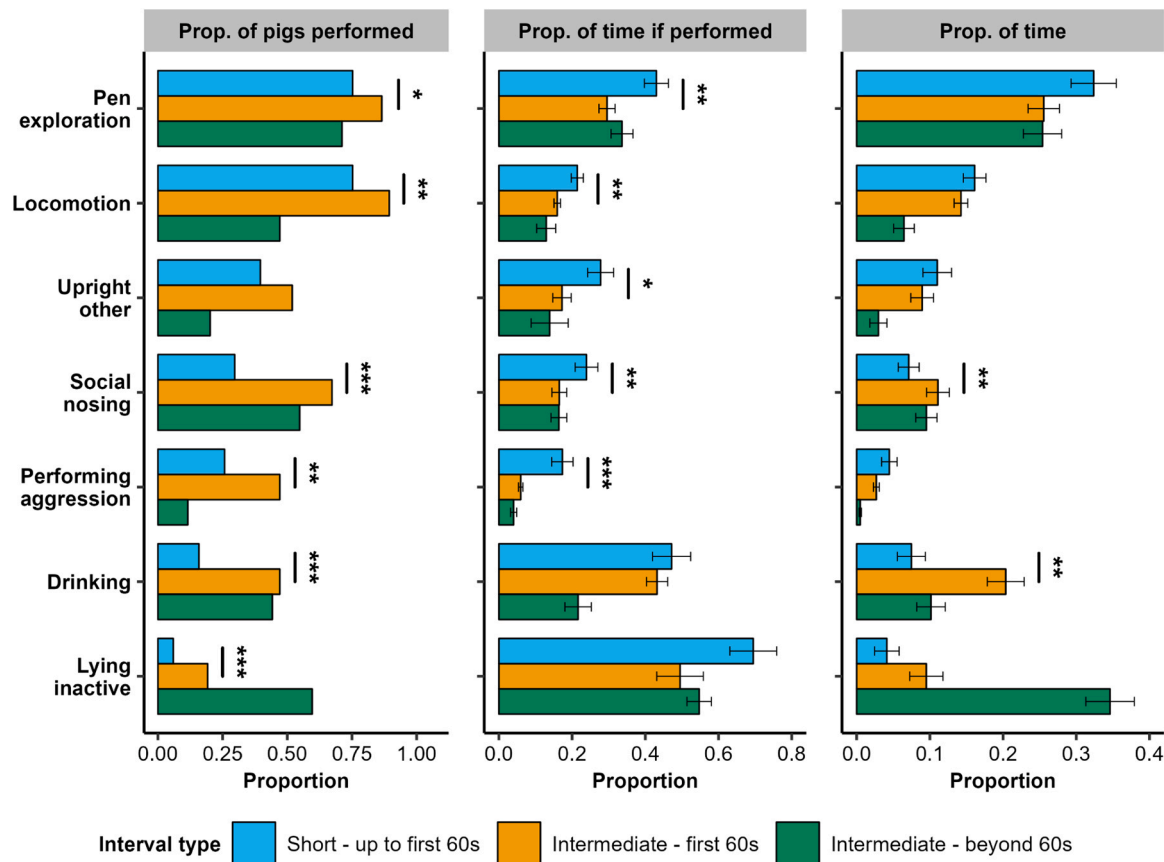 Prop. of pigs performed
Prop. of time if performed
Prop. of time
Pen
exploration
*
**
Locomotion
**
**
Upright
other
*
Social
nosing
***
**
**
Performing
aggression
**
***
Drinking
***
**
Lying
inactive
***
0.00 0.25 0.50 0.75 1.00
0.0 0.2 0.4 0.6 0.8
0.0 0.1 0.2 0.3 0.4
Proportion
Proportion
Proportion
Interval type Short - up to first 60s Intermediate - first 60s Intermediate - beyond 60s